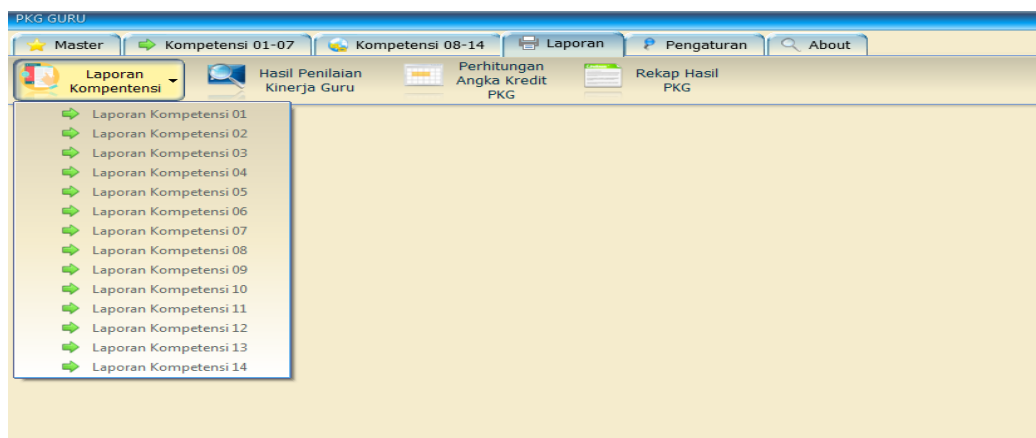 PKG GURU
Master
Kompetensi 01-07
Kompetensi 08-14
Laporan
Pengaturan
About
Laporan
Kompentensi
Hasil Penilaian
Kinerja Guru
Perhitungan
Angka Kredit
PKG
Rekap Hasil
PKG
Laporan Kompetensi 01
Laporan Kompetensi 02
Laporan Kompetensi 03
Laporan Kompetensi 04
Laporan Kompetensi 05
Laporan Kompetensi 06
Laporan Kompetensi 07
Laporan Kompetensi 08
Laporan Kompetensi 09
Laporan Kompetensi 10
Laporan Kompetensi 11
Laporan Kompetensi 12
Laporan Kompetensi 13
Laporan Kompetensi 14